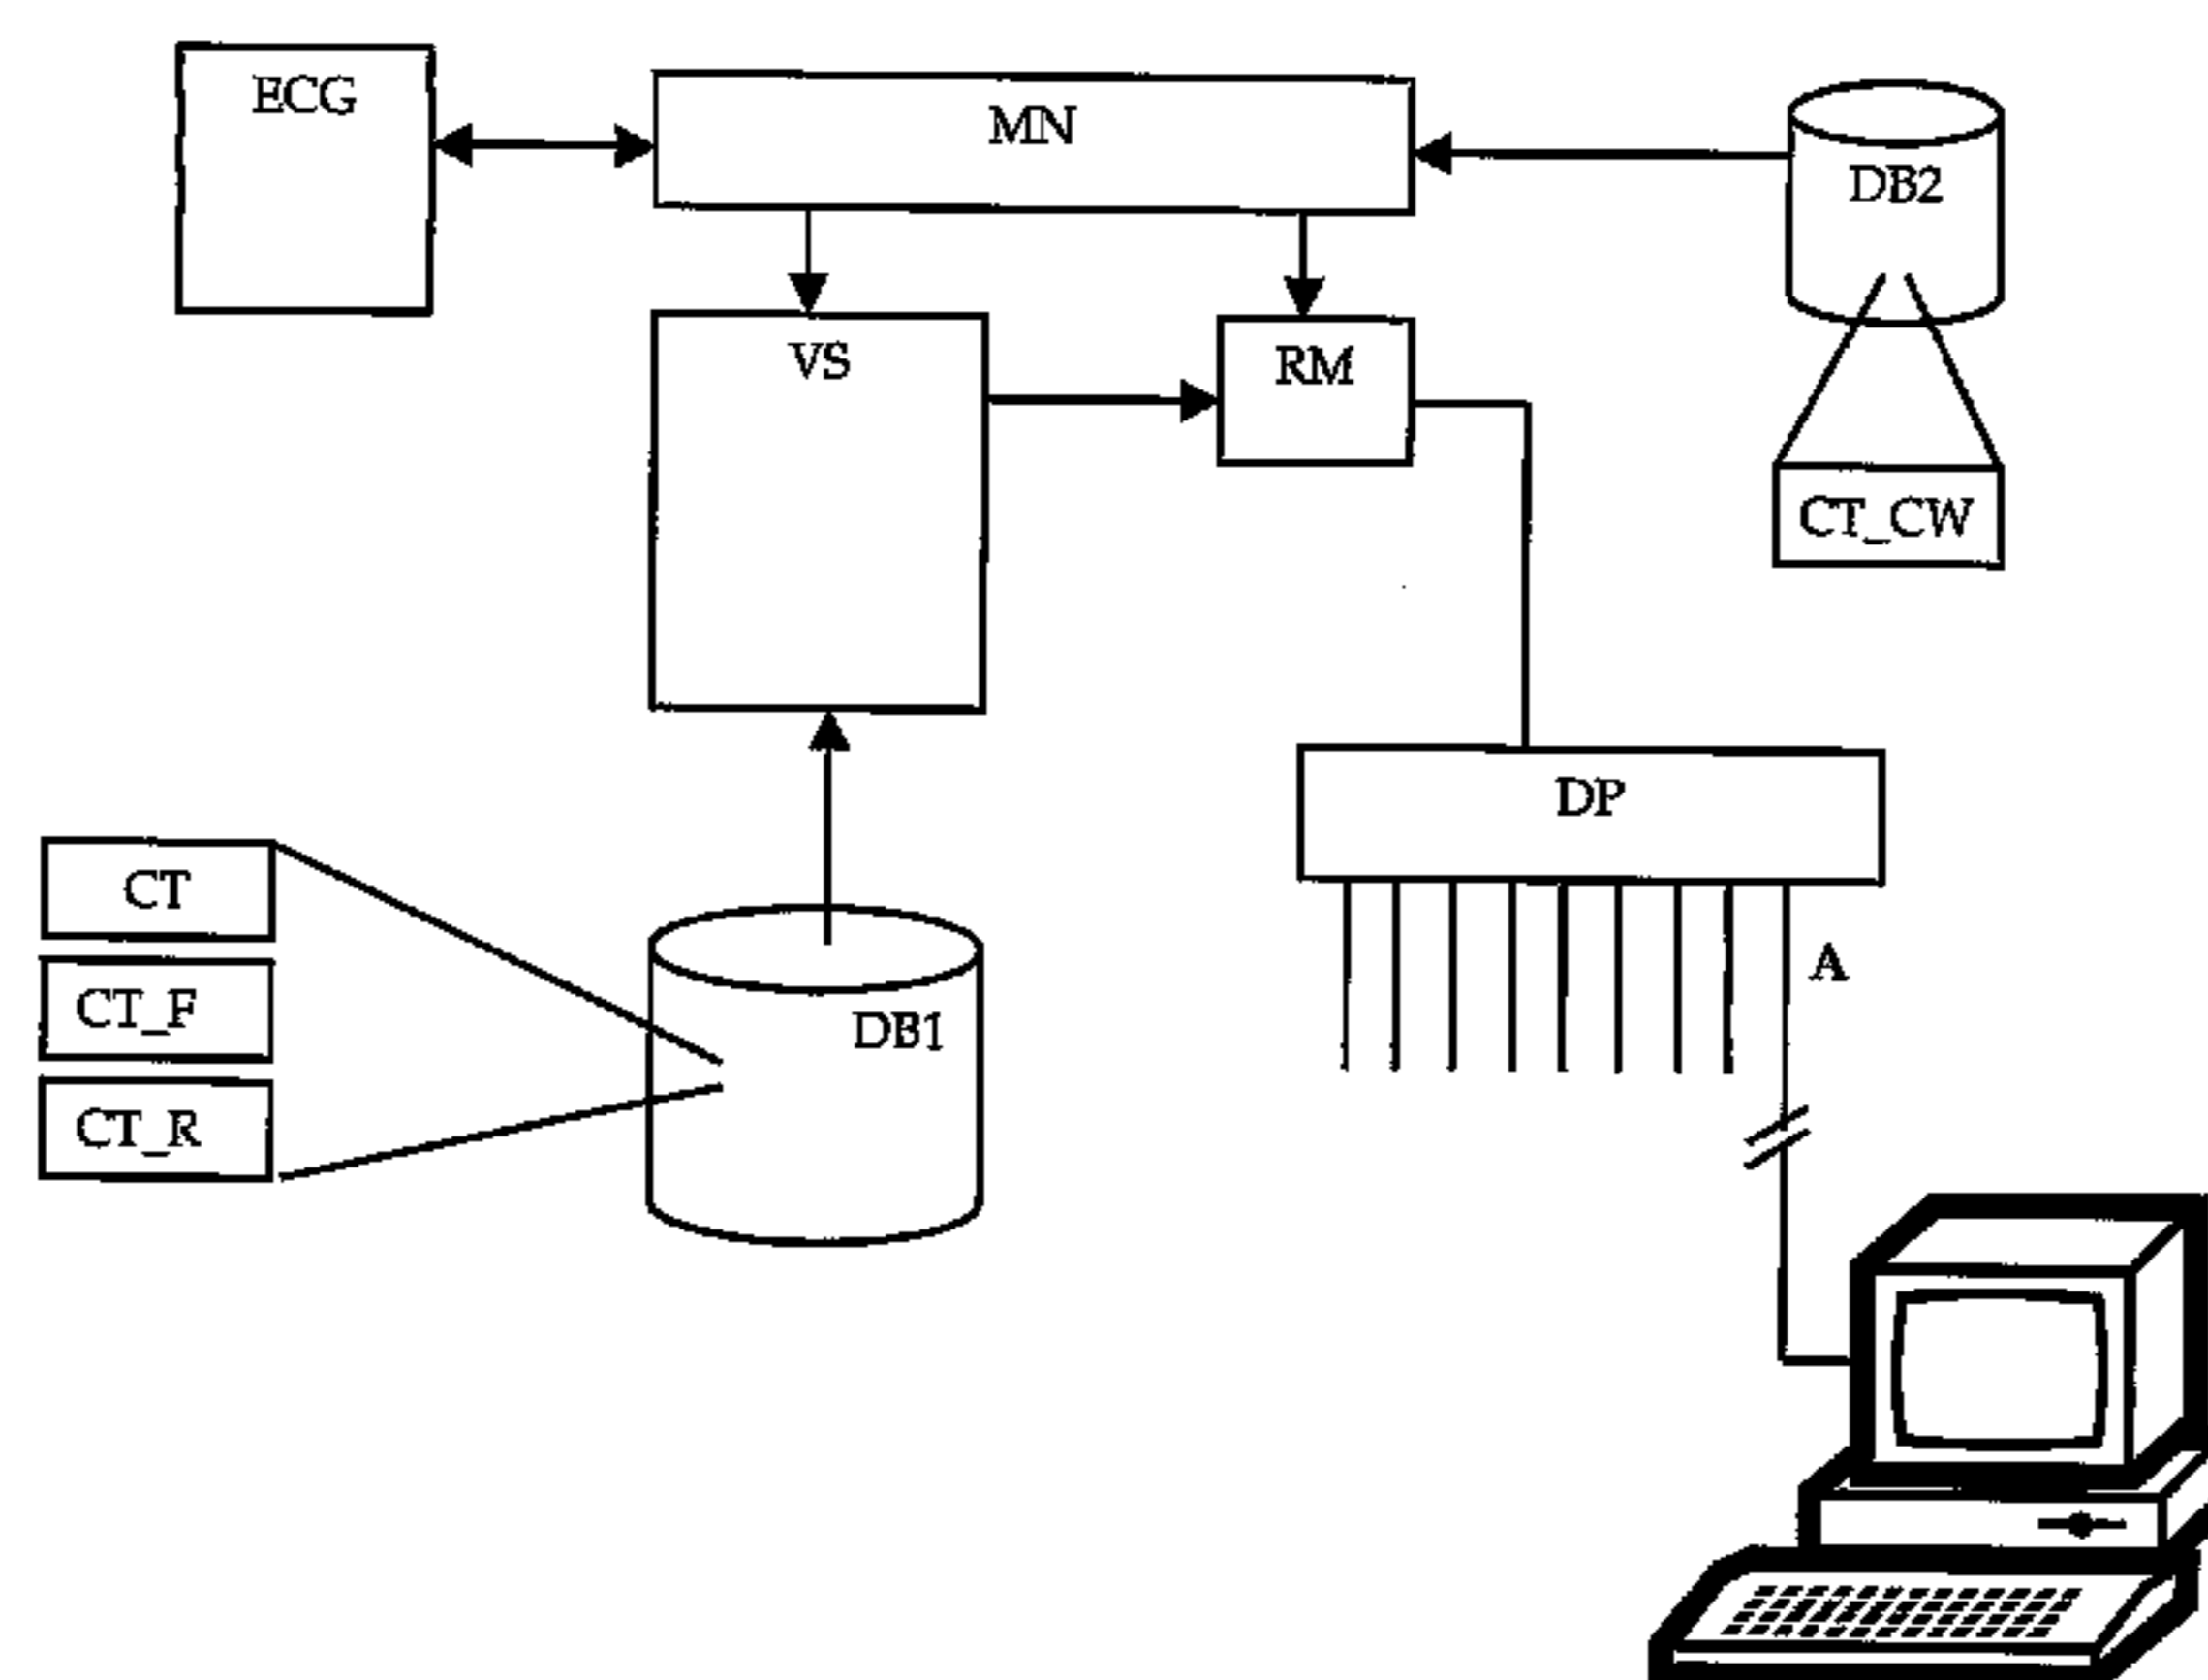 ECG
MN
DB2
VS
RM
CT_CW
DP
CT
A
CT_F
DB1
CT_R